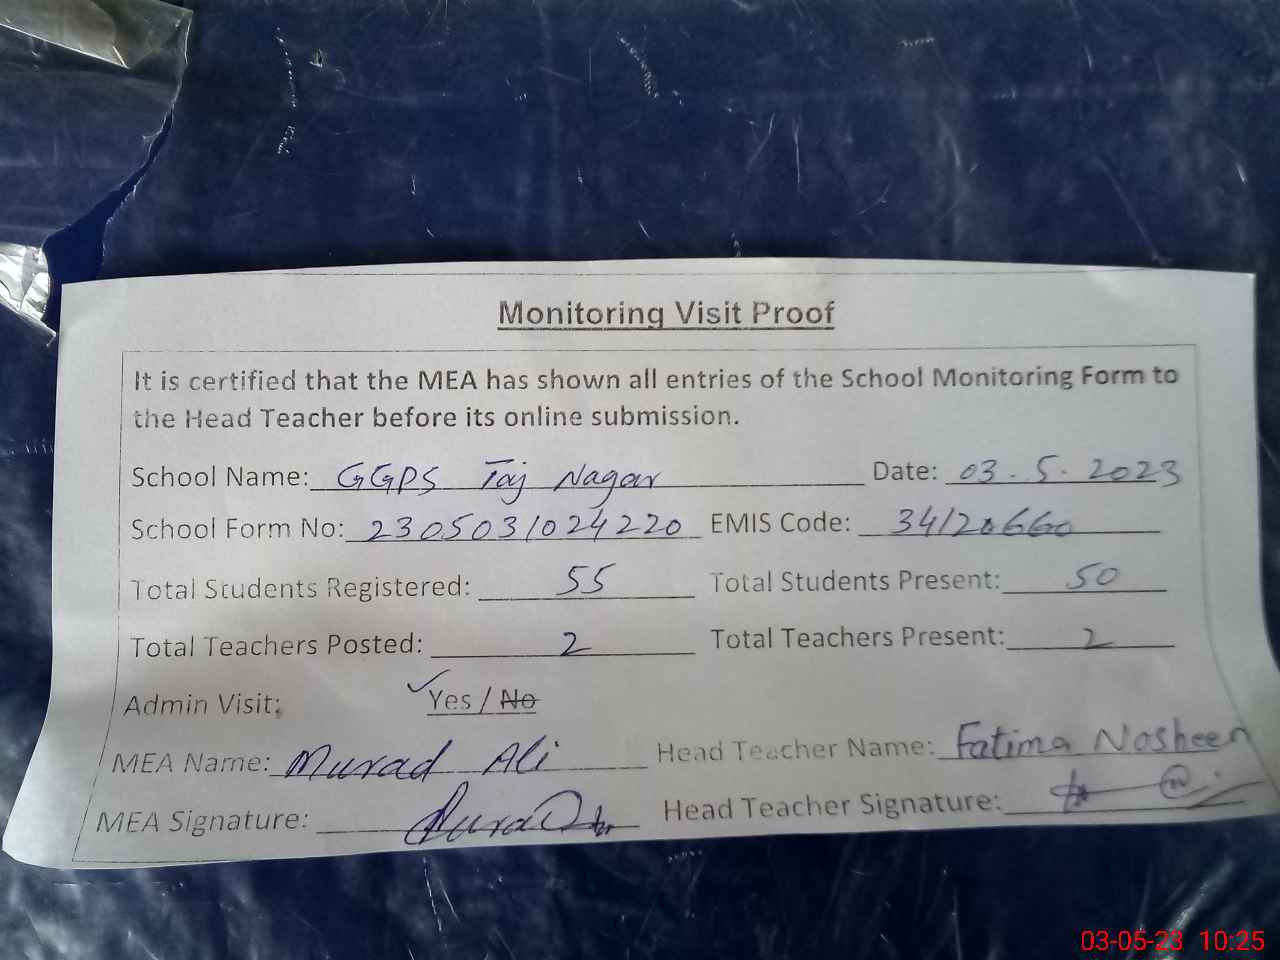 Monitoring Visit Proof
It is certified that the MEA has shown all entries of the School Monitoring Form to
the Head Teacher before its online submission.
School Name: GGPS Taj Nagar Date: 03.5.2023
School Form No: 2305031024220 EMIS Code: 34120660
Total Students Registered: 55 Total Students Present: 50
Total Teachers Posted: 2 Total Teachers Present: 2
Admin Visit: Yes / No
MEA Name: Murad Ali Head Teacher Name: Fatima Nosheen
MEA Signature: Head Teacher Signature:
03-05-23 10:25